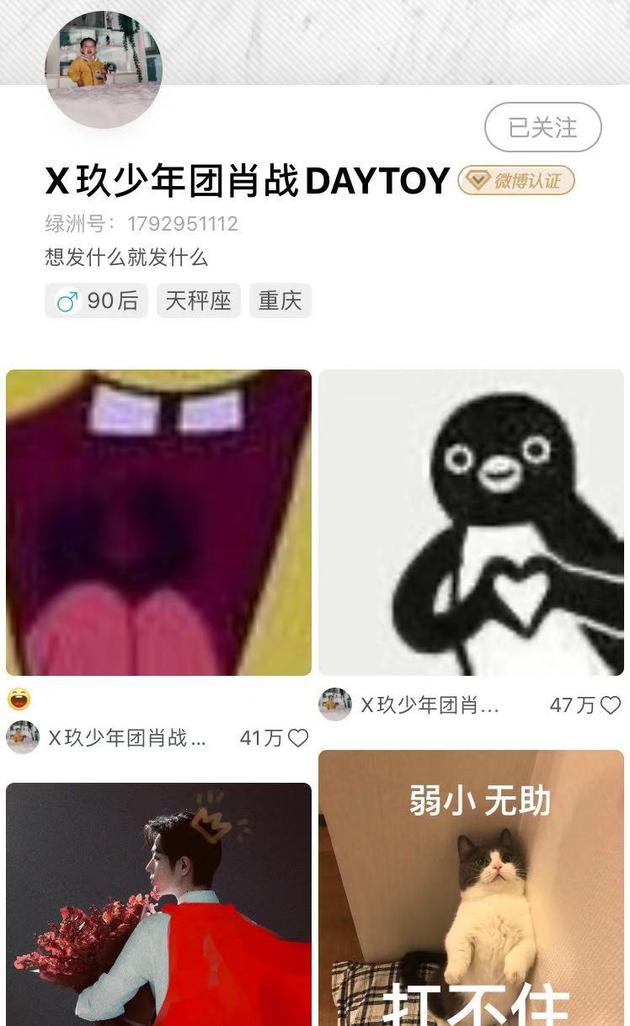 已关注
X玖少年团肖战DAYTOY 微博认证
绿洲号：1792951112
想发什么就发什么
90后 天秤座 重庆
X玖少年团肖... 47万
X玖少年团肖战... 41万
弱小 无助
打不住